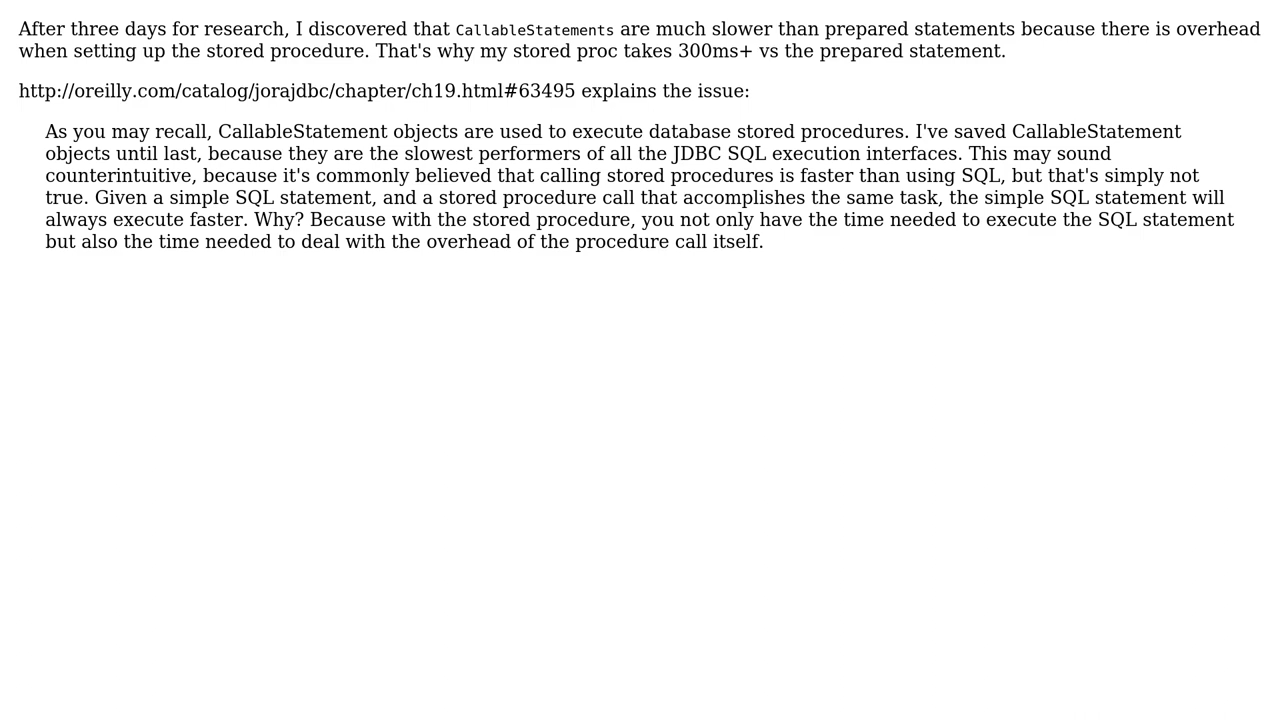 After three days for research, I discovered that CallableStatements are much slower than prepared statements because there is overhead
when setting up the stored procedure. That's why my stored proc takes 300ms+ vs the prepared statement.
http://oreilly.com/catalog/jorajdbc/chapter/ch19.html#63495 explains the issue:
As you may recall, CallableStatement objects are used to execute database stored procedures. I've saved CallableStatement
objects until last, because they are the slowest performers of all the JDBC SQL execution interfaces. This may sound
counterintuitive, because it's commonly believed that calling stored procedures is faster than using SQL, but that's simply not
true. Given a simple SQL statement, and a stored procedure call that accomplishes the same task, the simple SQL statement will
always execute faster. Why? Because with the stored procedure, you not only have the time needed to execute the SQL statement
but also the time needed to deal with the overhead of the procedure call itself.